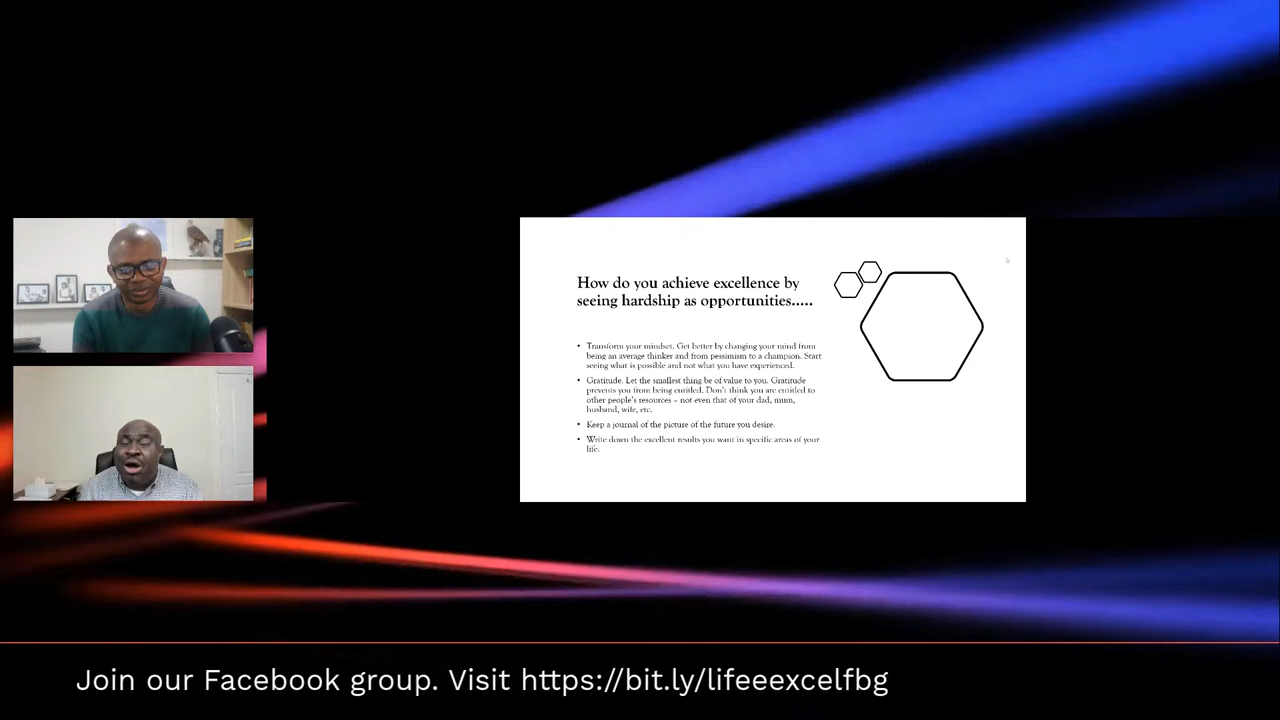 How do you achieve excellence by
seeing hardship as opportunities.....
• Transform your mindset. Get better by changing your mind from
being an average thinker and from pessimism to a champion. Start
seeing what is possible and not what you have experienced.
• Gratitude. Let the smallest thing be of value to you. Gratitude
prevents you from being entitled. Don't think you are entitled to
other people's resources – not even that of your dad, mum,
husband, wife, etc.
• Keep a journal of the picture of the future you desire.
• Write down the excellent results you want in specific areas of your
life.
Join our Facebook group. Visit https://bit.ly/lifeeexcelfbg